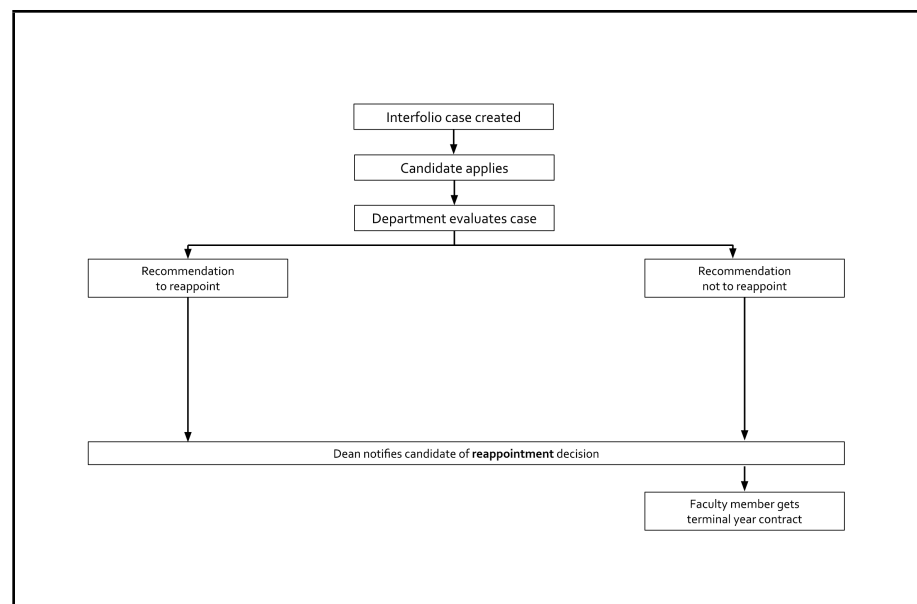 Interfolio case created
Candidate applies
Department evaluates case
Recommendation
to reappoint
Recommendation
not to reappoint
Dean notifies candidate of reappointment decision
Faculty member gets
terminal year contract